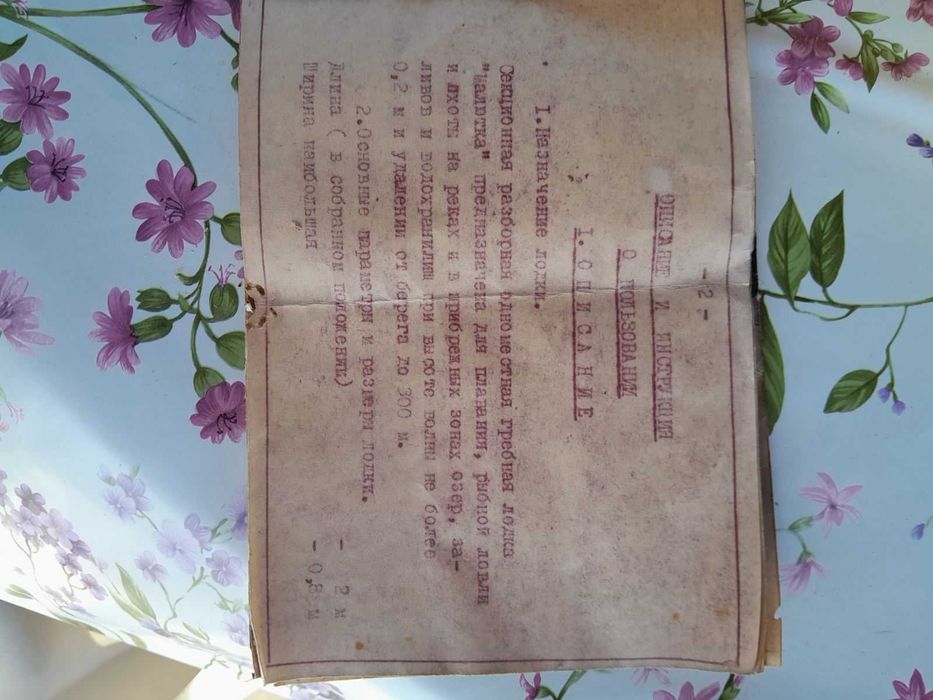 - 2 -
ОПИСАНИЕ И ИНСТРУКЦИЯ
О ПОЛЬЗОВАНИИ
I. О П И С А Н И Е
I. Назначение лодки.
Секционная разборная одноместная гребная лодка
"Малютка" предназначена для плавания, рыбной ловли
и охоты на реках и в прибрежных зонах озер, за-
ливов и водохранилищ при высоте волны не более
0,2 м и удалении от берега до 300 м.
2. Основные параметры и размеры лодки.
Длина ( в собранном положении) - 2 м
Ширина наибольшая - 0,8 м